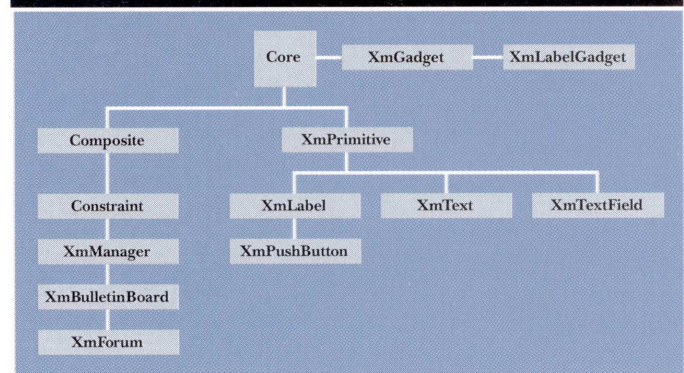 Core XmGadget XmLabelGadget
Composite XmPrimitive
Constraint XmLabel XmText XmTextField
XmManager XmPushButton
XmBulletinBoard
XmForum